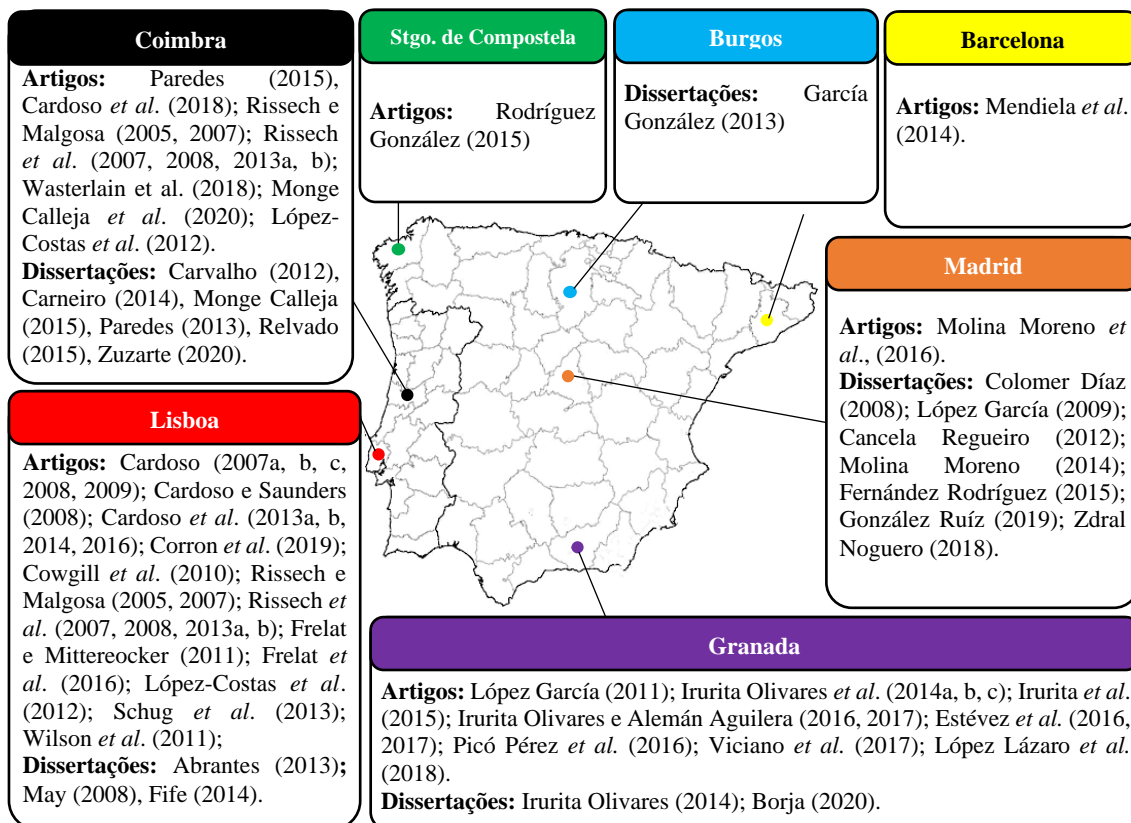 Coimbra
Artigos: Paredes (2015),
Cardoso et al. (2018); Rissech e
Malgosa (2005, 2007); Rissech
et al. (2007, 2008, 2013a, b);
Wasterlain et al. (2018); Monge
Calleja et al. (2020); López-
Costas et al. (2012).
Dissertações: Carvalho (2012),
Carneiro (2014), Monge Calleja
(2015), Paredes (2013), Relvado
(2015), Zuzarte (2020).
Stgo. de Compostela
Artigos: Rodríguez
González (2015)
Burgos
Dissertações: García
González (2013)
Barcelona
Artigos: Mendiela et al.
(2014).
Madrid
Artigos: Molina Moreno et
al., (2016).
Dissertações: Colomer Díaz
(2008); López García (2009);
Cancela Regueiro (2012);
Molina Moreno (2014);
Fernández Rodríguez (2015);
González Ruíz (2019); Zdral
Noguero (2018).
Lisboa
Artigos: Cardoso (2007a, b, c,
2008, 2009); Cardoso e Saunders
(2008); Cardoso et al. (2013a, b,
2014, 2016); Corron et al. (2019);
Cowgill et al. (2010); Rissech e
Malgosa (2005, 2007); Rissech et
al. (2007, 2008, 2013a, b); Frelat
e Mittereocker (2011); Frelat et
al. (2016); López-Costas et al.
(2012); Schug et al. (2013);
Wilson et al. (2011);
Dissertações: Abrantes (2013);
May (2008), Fife (2014).
Granada
Artigos: López García (2011); Irurita Olivares et al. (2014a, b, c); Irurita et al.
(2015); Irurita Olivares e Alemán Aguilera (2016, 2017); Estévez et al. (2016,
2017); Picó Pérez et al. (2016); Viciano et al. (2017); López Lázaro et al.
(2018).
Dissertações: Irurita Olivares (2014); Borja (2020).